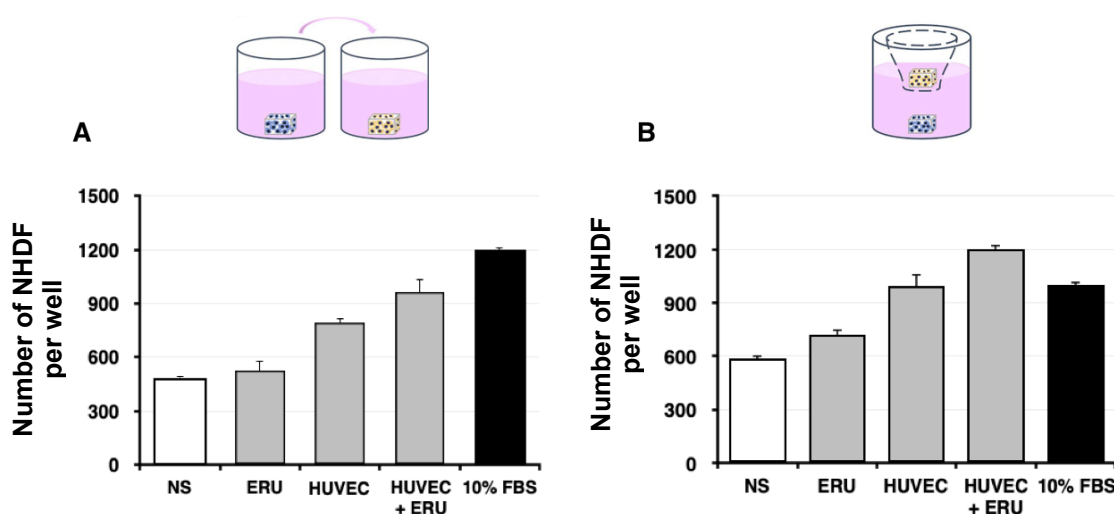 A
Number of NHDF
per well
1500
1200
900
600
300
0
NS
ERU
HUVEC
HUVEC
+ ERU
10% FBS
B
Number of NHDF
per well
1500
1200
900
600
300
0
NS
ERU
HUVEC
HUVEC
+ ERU
10% FBS